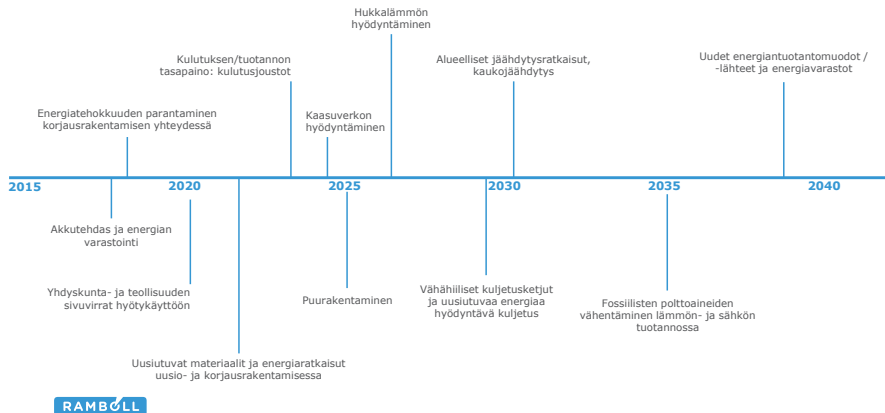 Hukkalämmön
hyödyntäminen
Kulutuksen/tuotannon
tasapaino: kulutusjoustot
Alueelliset jäähdytysratkaisut,
kaukojäähdytys
Uudet energiantuotantomuodot /
-lähteet ja energiavarastot
Energiatehokkuuden parantaminen
korjausrakentamisen yhteydessä
Kaasuverkon
hyödyntäminen
2015
2020
2025
2030
2035
2040
Akkutehdas ja energian
varastointi
Yhdyskunta- ja teollisuuden
sivuvirrat hyötykäyttöön
Puurakentaminen
Vähähiiliset kuljetusketjut
ja uusiutuvaa energiaa
hyödyntävä kuljetus
Fossiilisten polttoaineiden
vähentäminen lämmön- ja sähkön
tuotannossa
Uusiutuvat materiaalit ja energiaratkaisut
uusio- ja korjausrakentamisessa
RAMBOLL